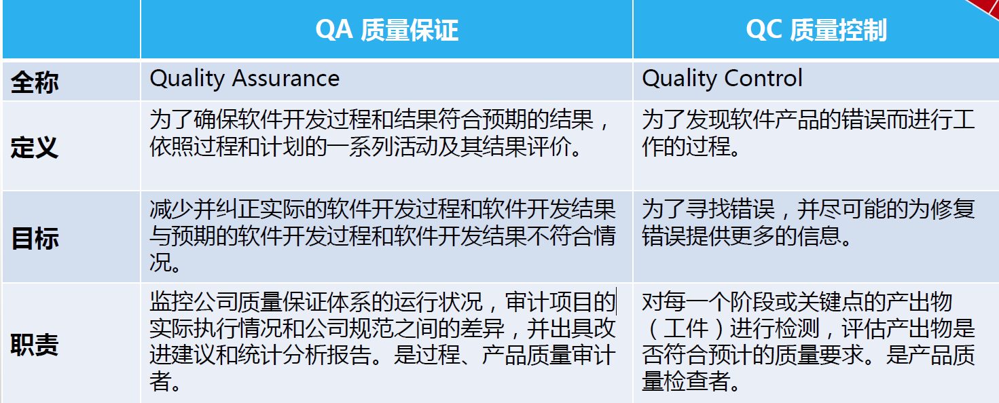 QA 质量保证
QC 质量控制
全称
Quality Assurance
Quality Control
定义
为了确保软件开发过程和结果符合预期的结果，
依照过程和计划的一系列活动及其结果评价。
为了发现软件产品的错误而进行工
作的过程。
目标
减少并纠正实际的软件开发过程和软件开发结果
与预期的软件开发过程和软件开发结果不符合情
况。
为了寻找错误，并尽可能的为修复
错误提供更多的信息。
职责
监控公司质量保证体系的运行状况，审计项目的
实际执行情况和公司规范之间的差异，并出具改
进建议和统计分析报告。是过程、产品质量审计
者。
对每一个阶段或关键点的产出物
（工件）进行检测，评估产出物是
否符合预计的质量要求。是产品质
量检查者。